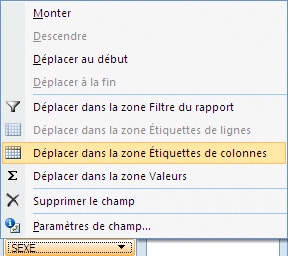 Monter
Descendre
Déplacer au début
Déplacer à la fin
Déplacer dans la zone Filtre du rapport
Déplacer dans la zone Étiquettes de lignes
Déplacer dans la zone Étiquettes de colonnes
Déplacer dans la zone Valeurs
Supprimer le champ
Paramètres de champ...
SEXE